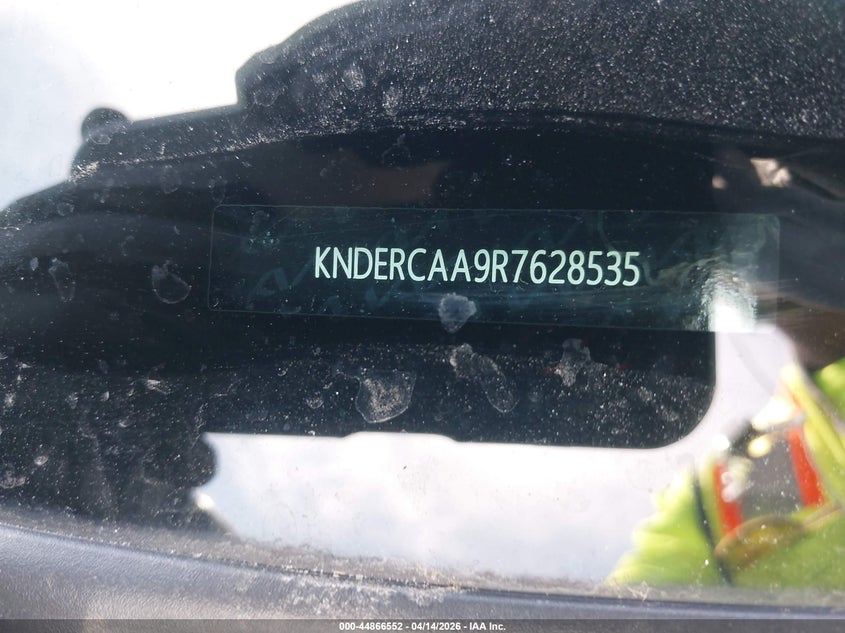 KNDERCAA9R7628535
000-44866552 - 04/14/2026 - IAA Inc.